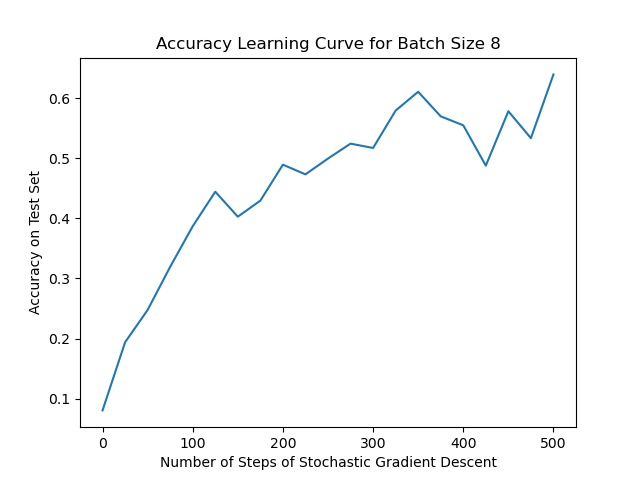 Accuracy Learning Curve for Batch Size 8
0.6
0.5
0.4
0.3
0.2
0.1
Accuracy on Test Set
0 100 200 300 400 500
Number of Steps of Stochastic Gradient Descent